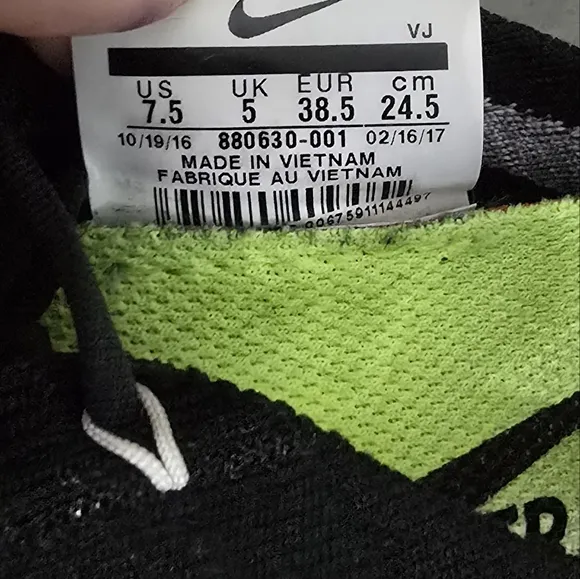 VJ
US UK EUR cm
7.5 5 38.5 24.5
10/19/16 880630-001 02/16/17
MADE IN VIETNAM
FABRIQUE AU VIETNAM
00675911144497